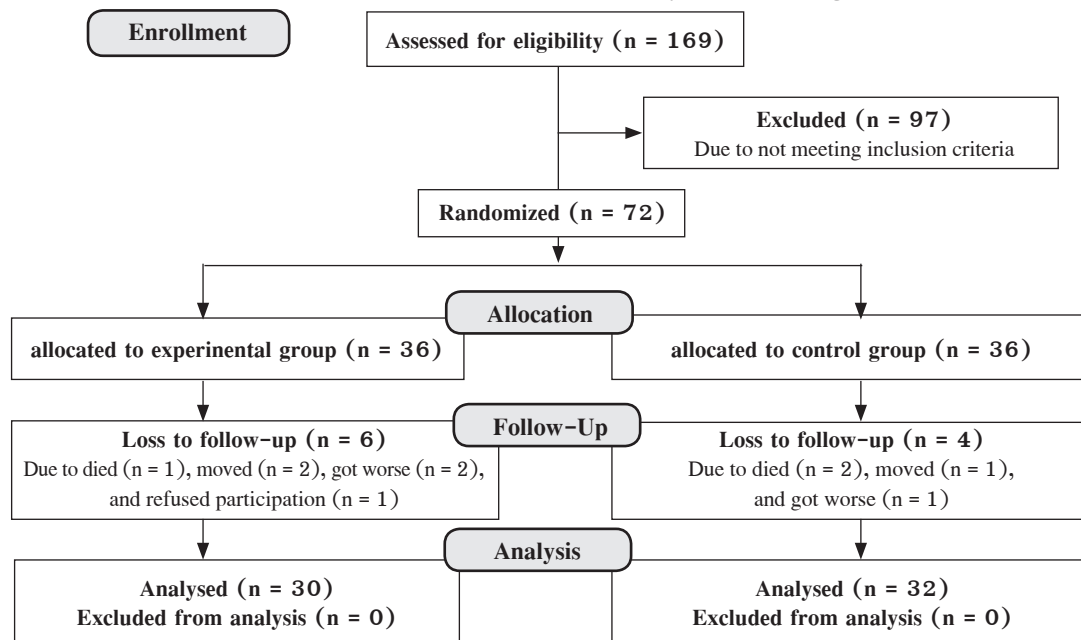 Enrollment
Assessed for eligibility (n = 169)
Excluded (n = 97)
Due to not meeting inclusion criteria
Randomized (n = 72)
Allocation
allocated to experimental group (n = 36)
allocated to control group (n = 36)
Follow-Up
Loss to follow-up (n = 6)
Due to died (n = 1), moved (n = 2), got worse (n = 2),
and refused participation (n = 1)
Loss to follow-up (n = 4)
Due to died (n = 2), moved (n = 1),
and got worse (n = 1)
Analysis
Analysed (n = 30)
Excluded from analysis (n = 0)
Analysed (n = 32)
Excluded from analysis (n = 0)